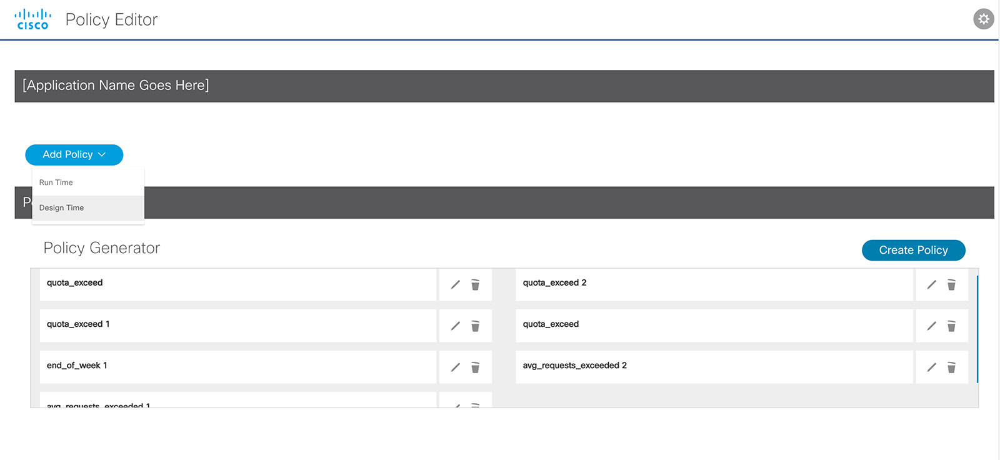 CISCO Policy Editor
[Application Name Goes Here]
Add Policy
Run Time
Design Time
Policy Generator
Create Policy
quota_exceed
quota_exceed 2
quota_exceed 1
quota_exceed
end_of_week 1
avg_requests_exceeded 2
avg_requests_exceeded 1